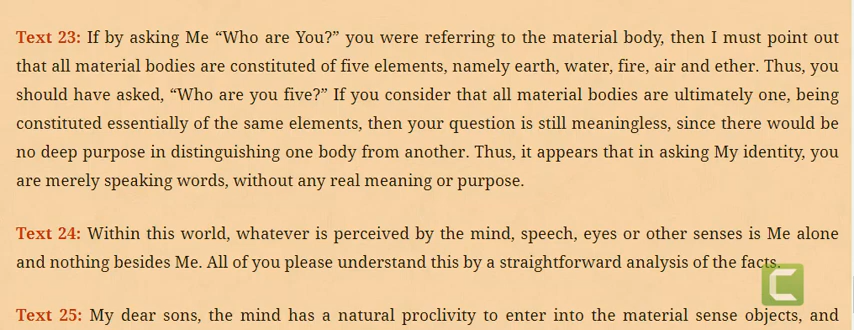 Text 23: If by asking Me “Who are You?” you were referring to the material body, then I must point out
that all material bodies are constituted of five elements, namely earth, water, fire, air and ether. Thus, you
should have asked, “Who are you five?” If you consider that all material bodies are ultimately one, being
constituted essentially of the same elements, then your question is still meaningless, since there would be
no deep purpose in distinguishing one body from another. Thus, it appears that in asking My identity, you
are merely speaking words, without any real meaning or purpose.
Text 24: Within this world, whatever is perceived by the mind, speech, eyes or other senses is Me alone
and nothing besides Me. All of you please understand this by a straightforward analysis of the facts.
Text 25: My dear sons, the mind has a natural proclivity to enter into the material sense objects, and